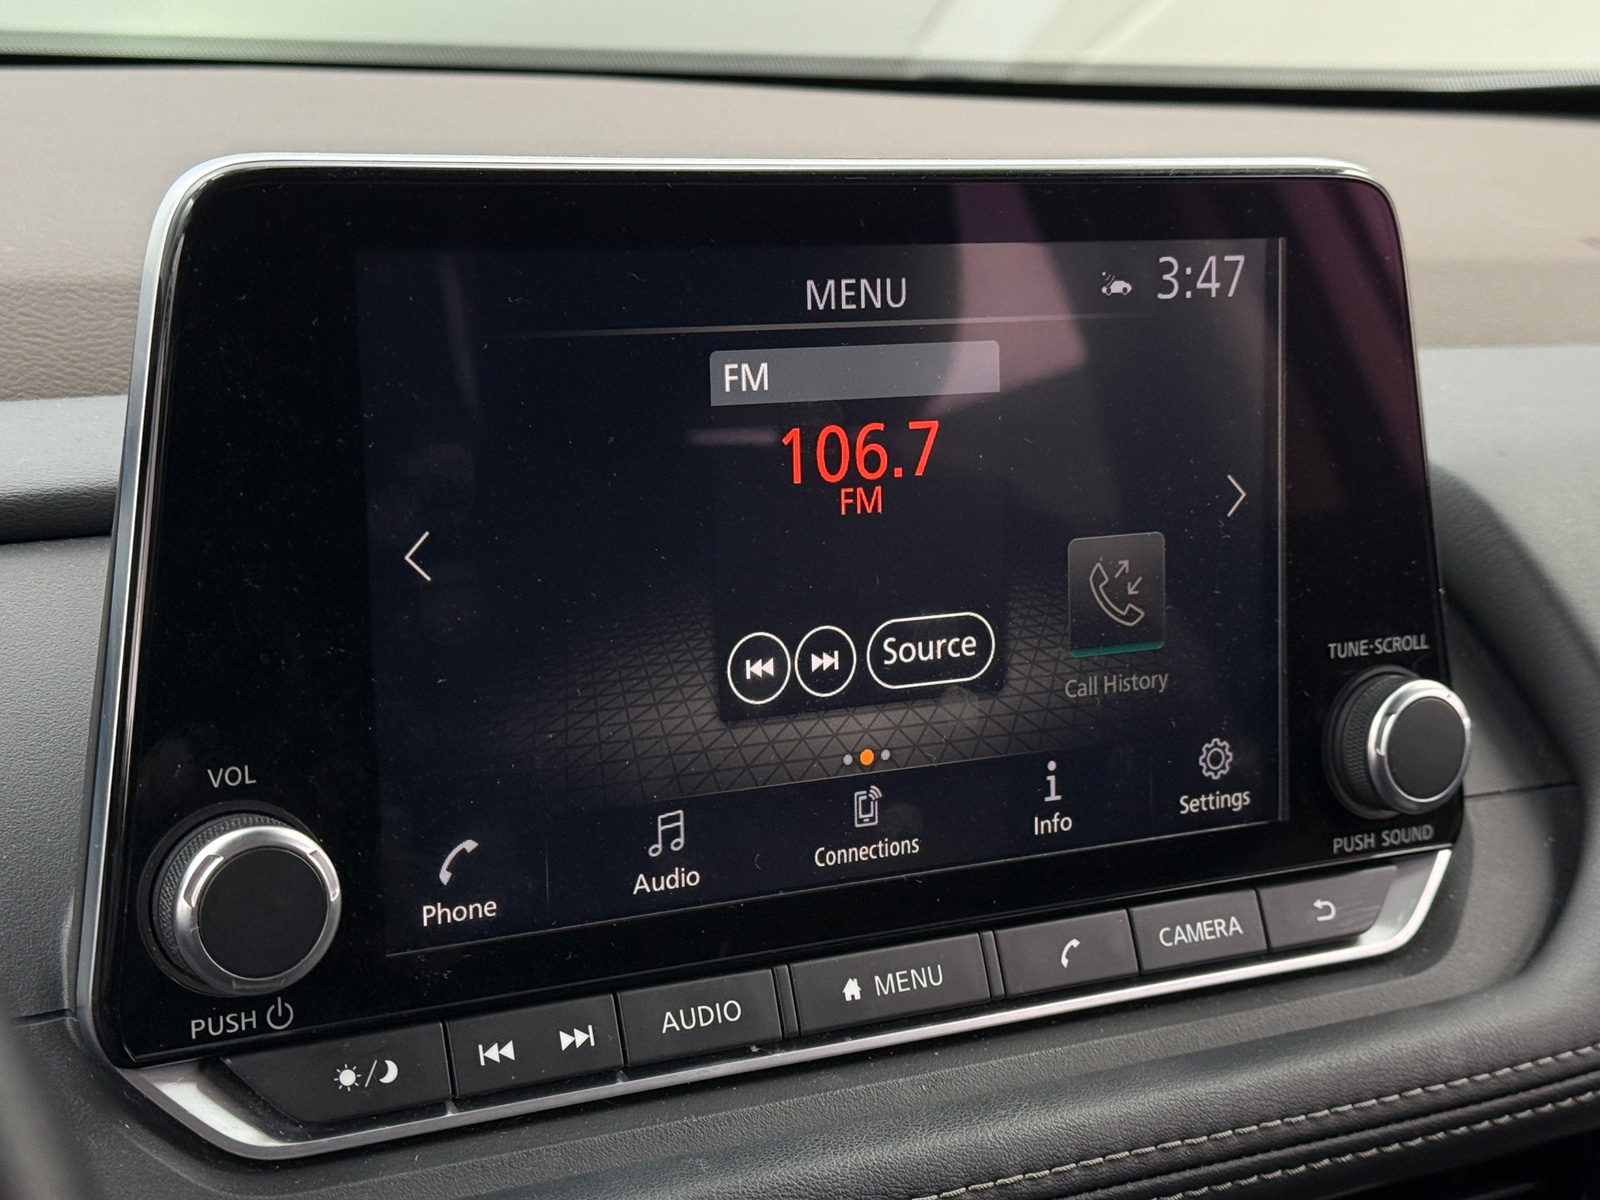 MENU
3:47
FM
106.7
FM
Source
Call History
Phone
Audio
Connections
Info
Settings
VOL
PUSH
TUNE·SCROLL
PUSH SOUND
AUDIO
MENU
CAMERA